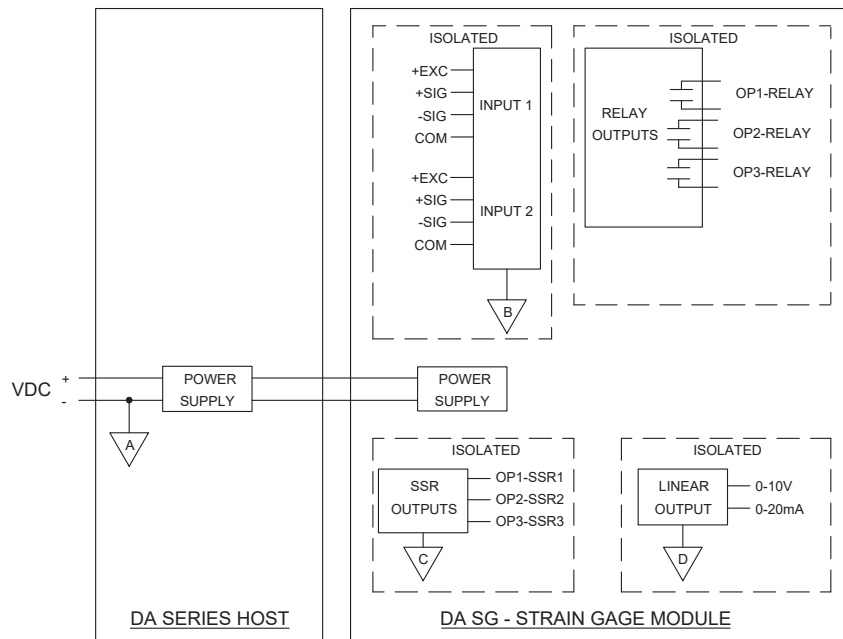 ISOLATED
+EXC
+SIG
-SIG
COM
INPUT 1
+EXC
+SIG
-SIG
COM
INPUT 2
B
ISOLATED
RELAY
OUTPUTS
OP1-RELAY
OP2-RELAY
OP3-RELAY
VDC
+
-
A
POWER
SUPPLY
POWER
SUPPLY
ISOLATED
SSR
OUTPUTS
OP1-SSR1
OP2-SSR2
OP3-SSR3
C
ISOLATED
LINEAR
OUTPUT
0-10V
0-20mA
D
DA SERIES HOST
DA SG - STRAIN GAGE MODULE